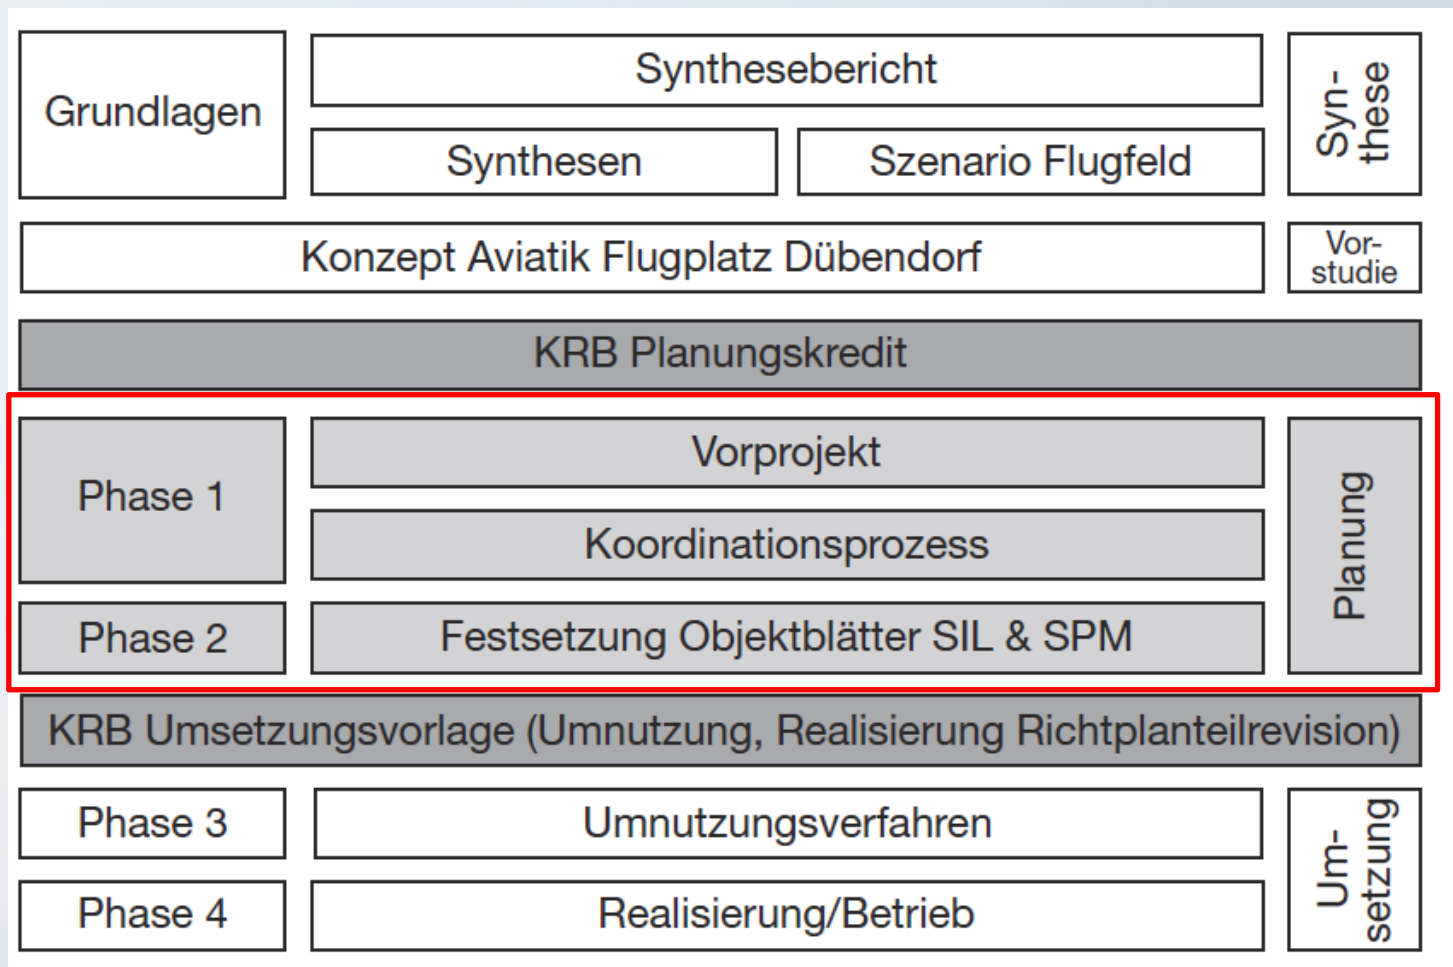 Grundlagen
Synthesebericht
Synthesen
Szenario Flugfeld
Syn-
these
Konzept Aviatik Flugplatz Dübendorf
Vor-
studie
KRB Planungskredit
Phase 1
Vorprojekt
Koordinationsprozess
Phase 2
Festsetzung Objektblätter SIL & SPM
Planung
KRB Umsetzungsvorlage (Umnutzung, Realisierung Richtplanteilrevision)
Phase 3
Umnutzungsverfahren
Phase 4
Realisierung/Betrieb
Um-
setzung